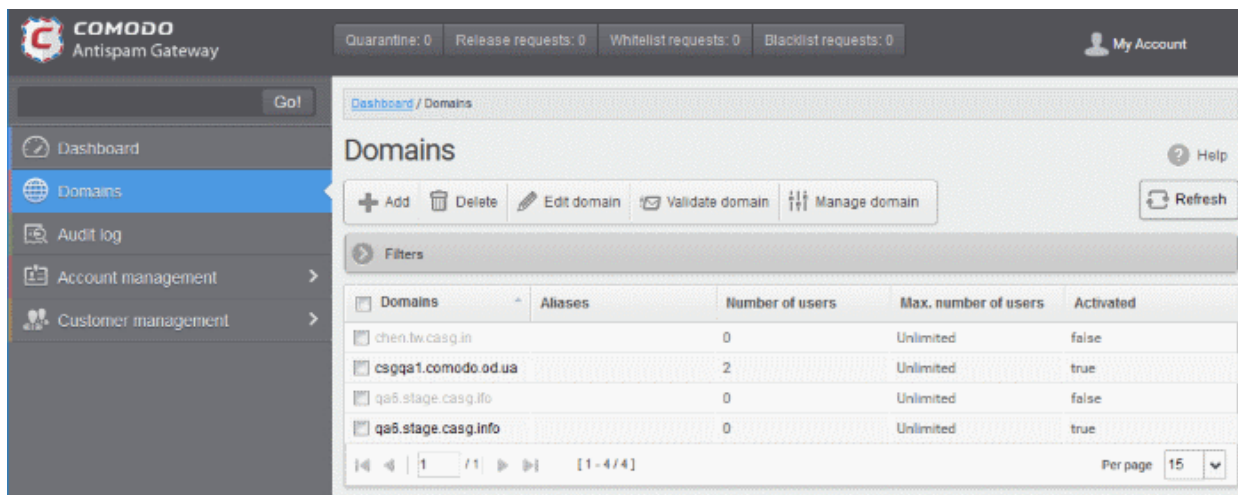 COMODO
Antispam Gateway
Quarantine: 0 Release requests: 0 Whitelist requests: 0 Blacklist requests: 0
My Account
Go!
Dashboard / Domains
Dashboard
Domains
Help
Domains
Add Delete Edit domain Validate domain Manage domain Refresh
Audit log
Filters
Account management
Customer management
Domains Aliases Number of users Max. number of users Activated
chen.tw.casg.in 0 Unlimited false
csgqa1.comodo.od.ua 2 Unlimited true
qa6.stage.casg.ifo 0 Unlimited false
qa6.stage.casg.info 0 Unlimited true
1 / 1 [1 - 4 / 4] Per page 15